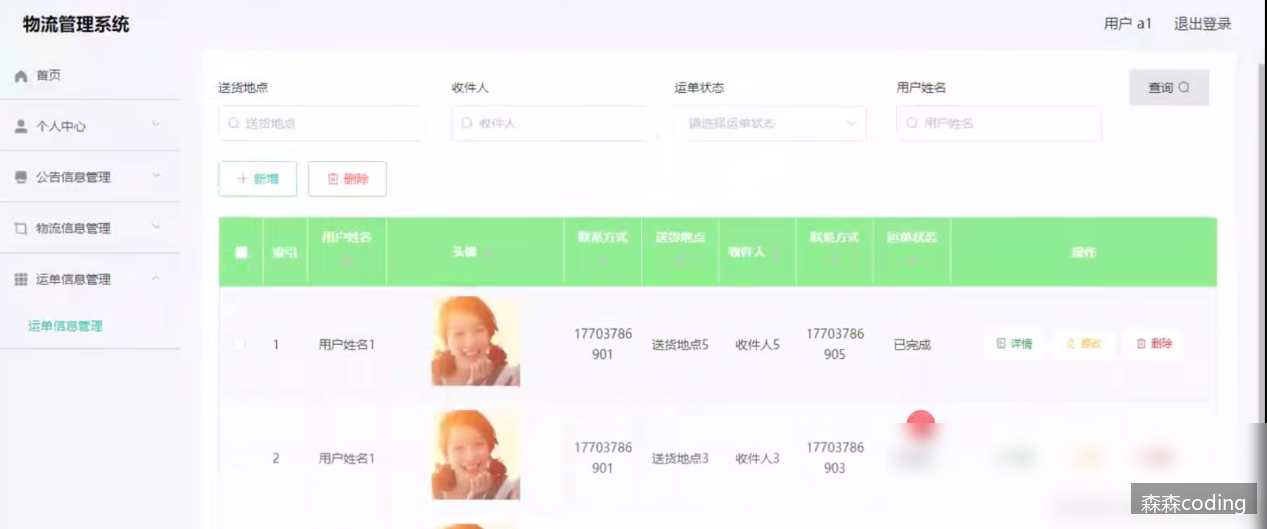 物流管理系统
用户 a1 退出登录
首页
个人中心
公告信息管理
物流信息管理
运单信息管理
运单信息管理
送货地点 收件人 运单状态 用户姓名
送货地点 收件人 请选择运单状态 用户姓名 查询
新增 删除
索引 用户姓名 头像 联系方式 送货地点 收件人 联系方式 运单状态 操作
1 用户姓名1 17703786901 送货地点5 收件人5 17703786905 已完成 详情 修改 删除
2 用户姓名1 17703786901 送货地点3 收件人3 17703786903
森森coding